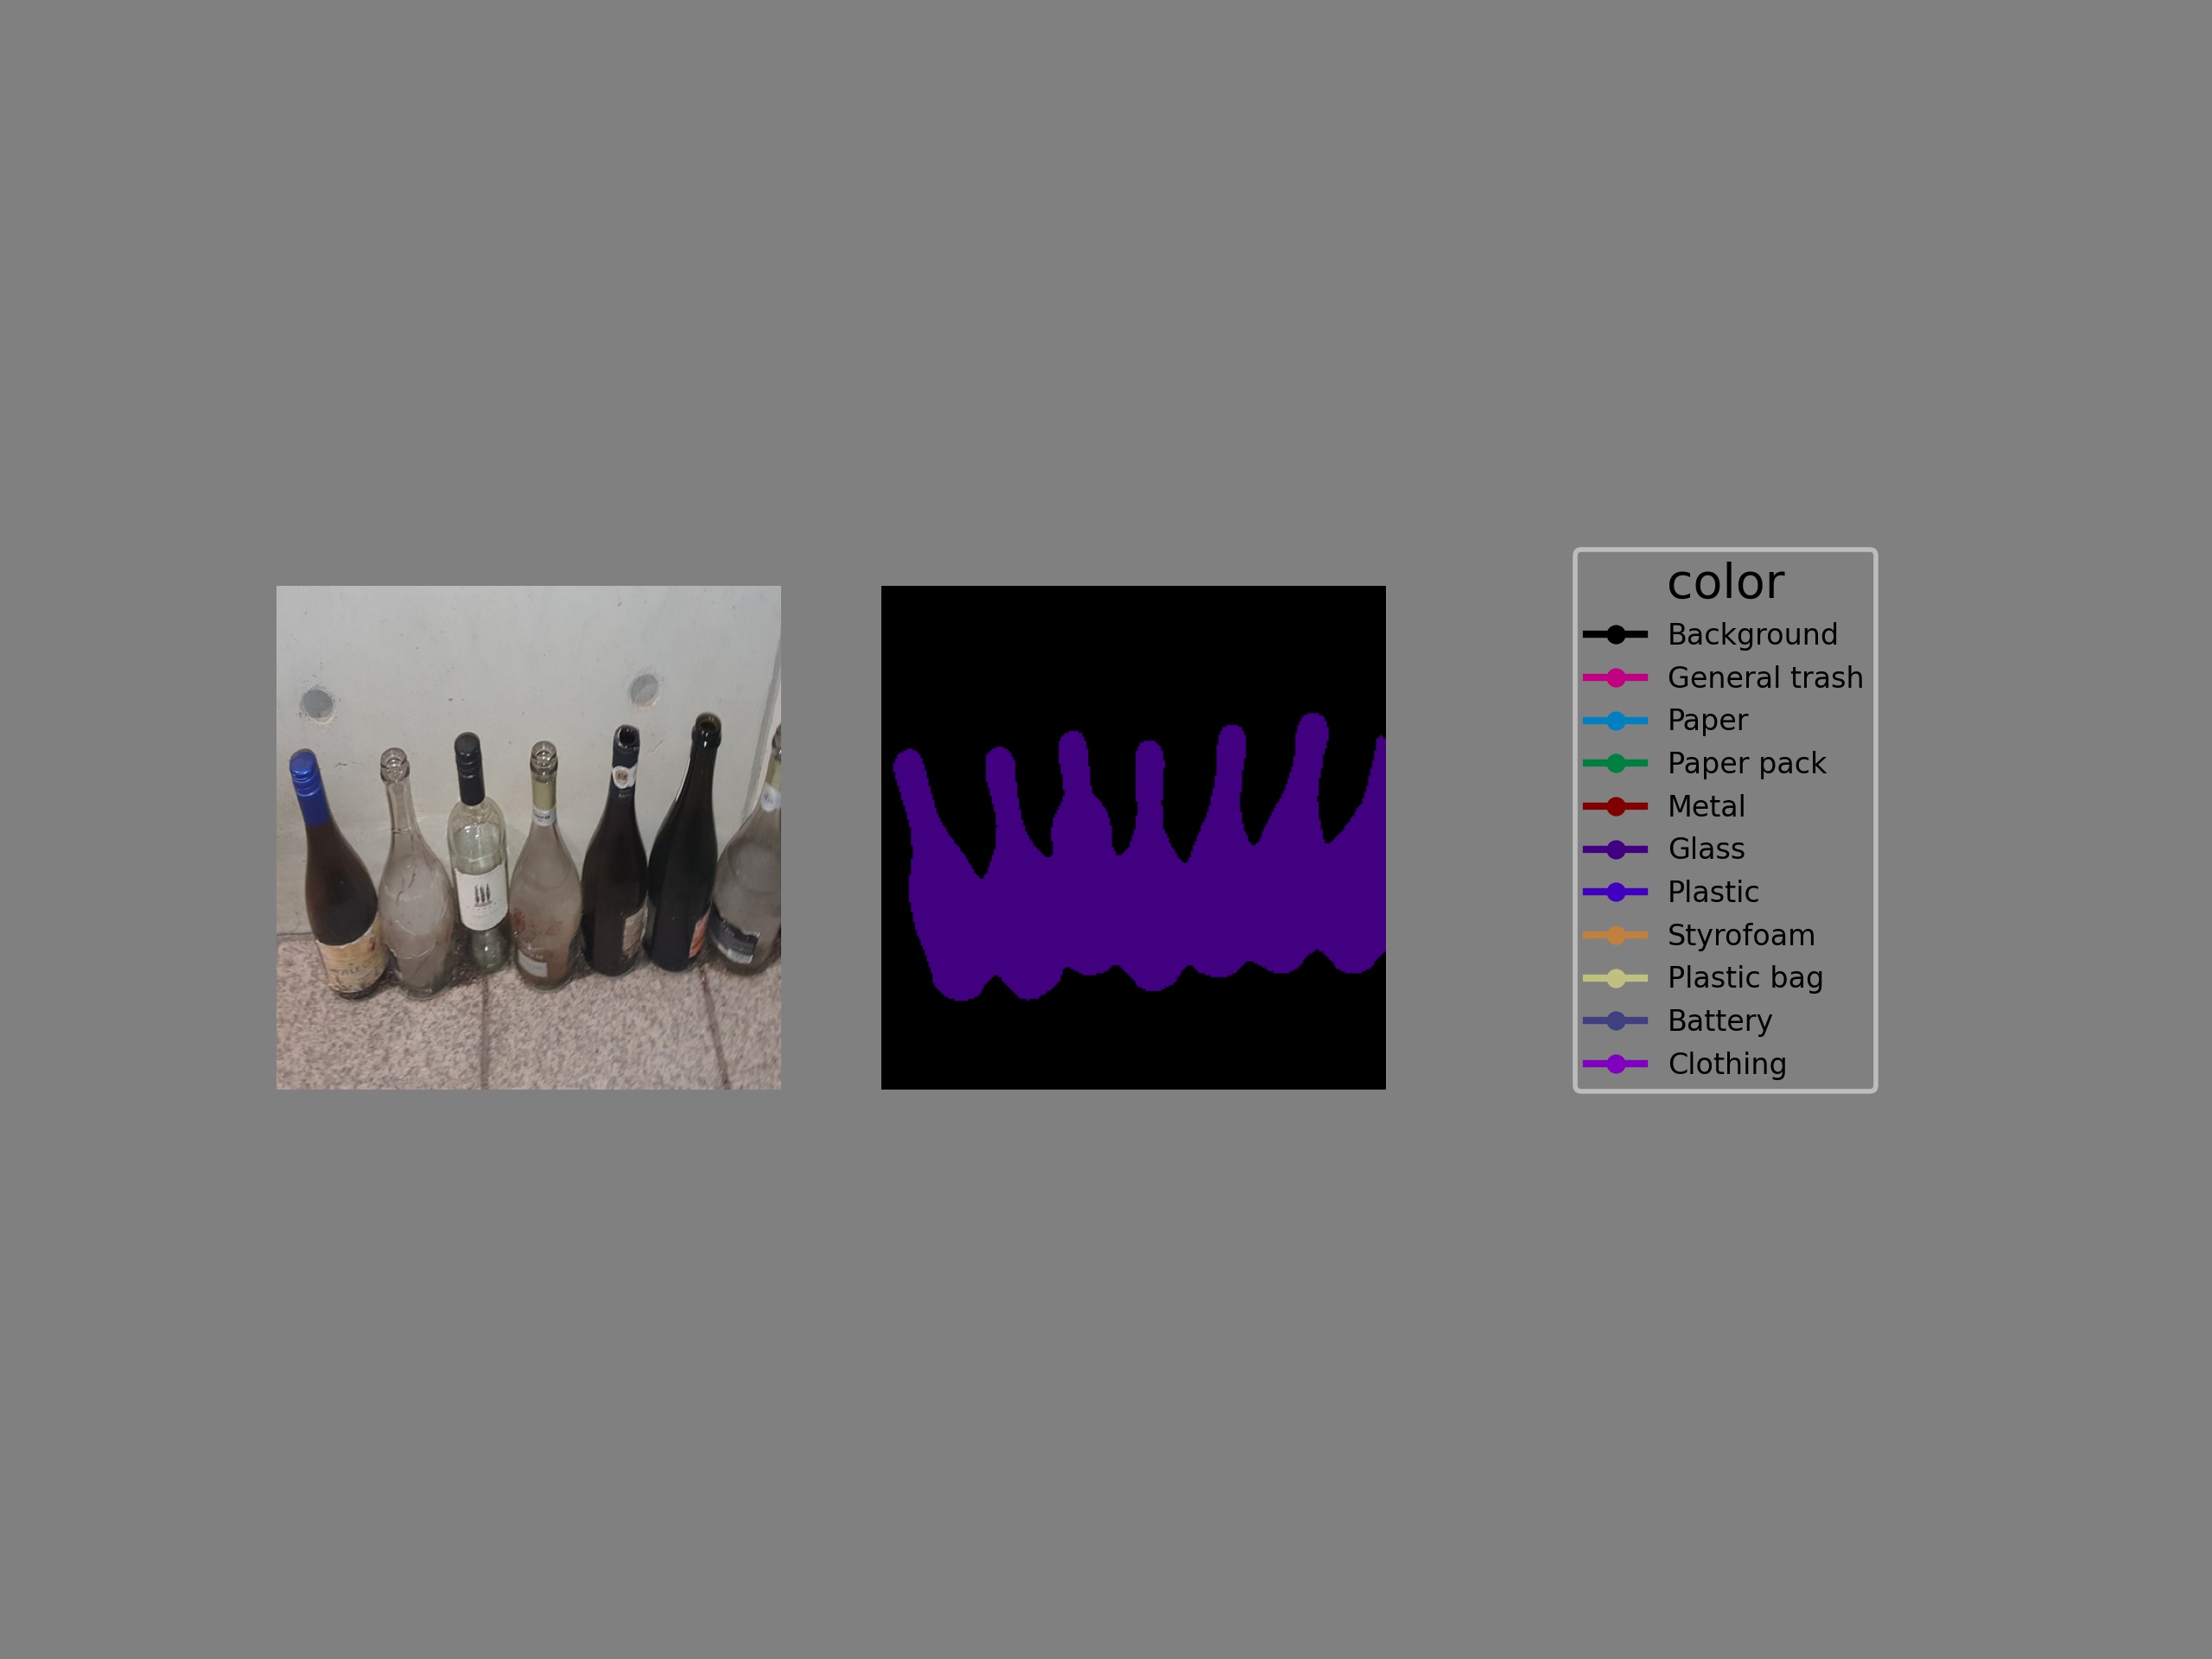 color
Background
General trash
Paper
Paper pack
Metal
Glass
Plastic
Styrofoam
Plastic bag
Battery
Clothing